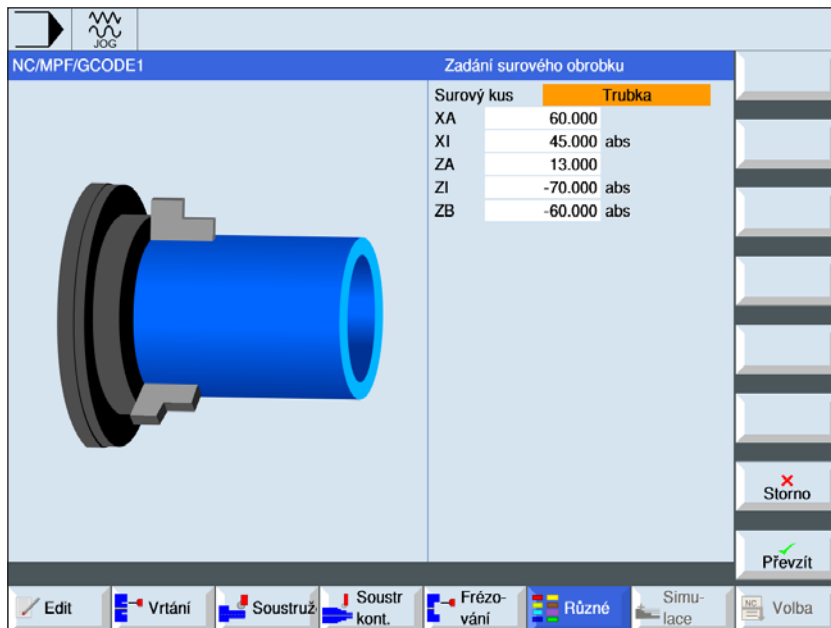 JOG
NC/MPF/GCODE1
Zadání surového obrobku
Surový kus Trubka
XA 60.000
XI 45.000 abs
ZA 13.000
ZI -70.000 abs
ZB -60.000 abs
Storno
Převzít
Edit
Vrtání
Soustruž
Soustr
kont.
Frézo-
vání
Různé
Simu-
lace
NC
Volba